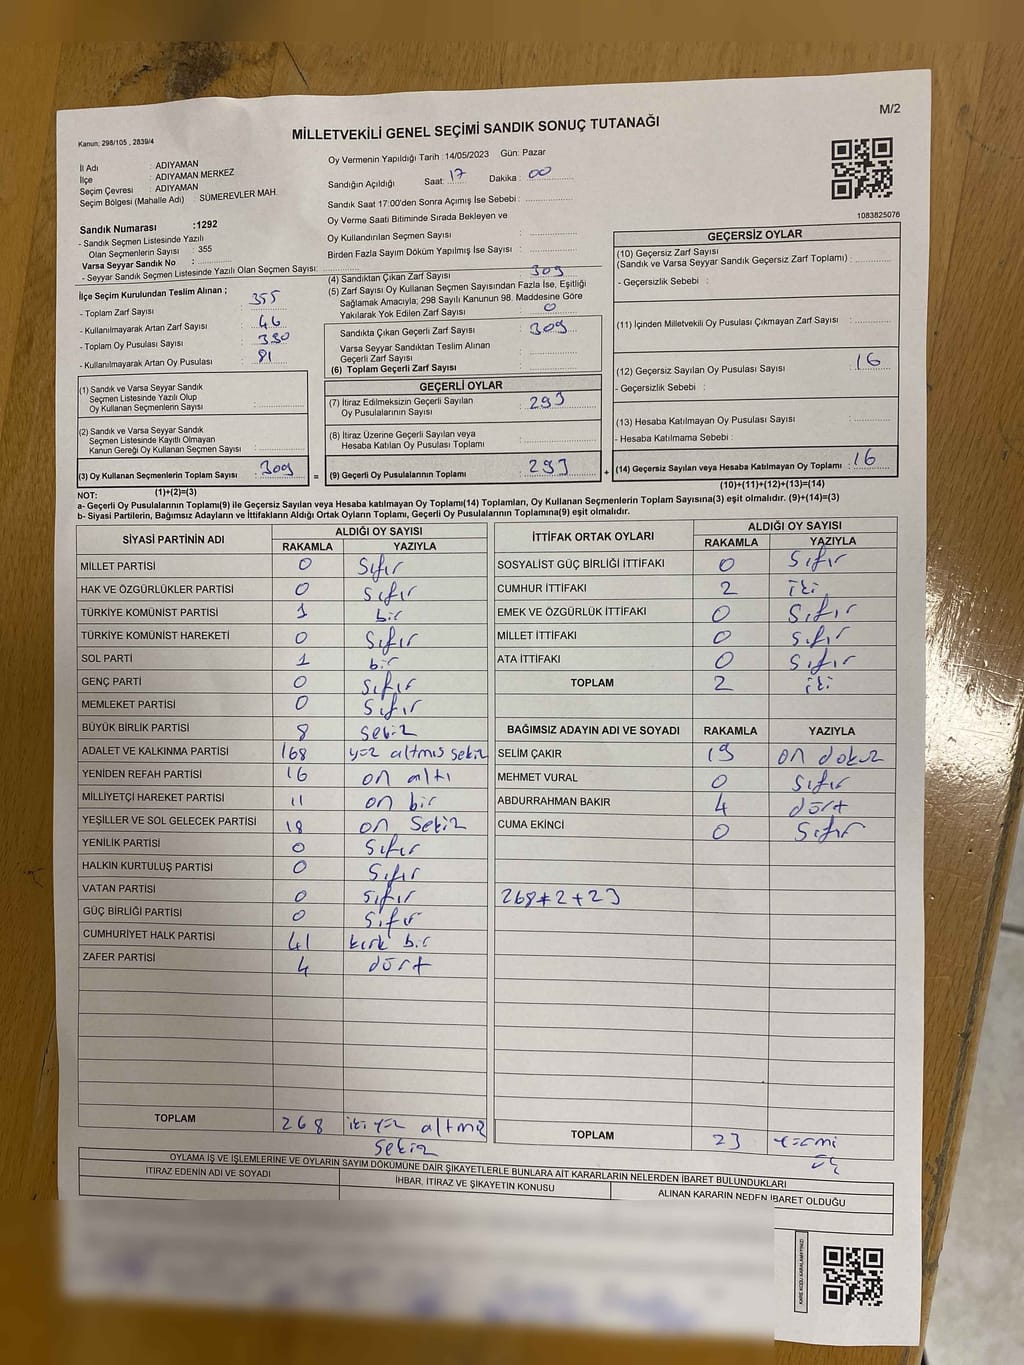 M/2
Kanun; 298/105 , 2839/4
MİLLETVEKİLİ GENEL SEÇİMİ SANDIK SONUÇ TUTANAĞI
İl Adı : ADIYAMAN
İlçe : ADIYAMAN MERKEZ
Seçim Çevresi : ADIYAMAN
Seçim Bölgesi (Mahalle Adı) : SÜMEREVLER MAH.
Sandık Numarası :1292
- Sandık Seçmen Listesinde Yazılı
Olan Seçmenlerin Sayısı : 355
Varsa Seyyar Sandık No :
- Seyyar Sandık Seçmen Listesinde Yazılı Olan Seçmen Sayısı:
Oy Vermenin Yapıldığı Tarih :14/05/2023 Gün: Pazar
Sandığın Açıldığı Saat: 17 Dakika : 00
Sandık Saat 17:00'den Sonra Açımış İse Sebebi :
Oy Verme Saati Bitiminde Sırada Bekleyen ve
Oy Kullandırılan Seçmen Sayısı :
Birden Fazla Sayım Döküm Yapılmış İse Sayısı :
1083825076
İlçe Seçim Kurulundan Teslim Alınan ;
- Toplam Zarf Sayısı : 355
- Kullanılmayarak Artan Zarf Sayısı : 46
- Toplam Oy Pusulası Sayısı : 390
- Kullanılmayarak Artan Oy Pusulası : 81
(4) Sandıktan Çıkan Zarf Sayısı : 309
(5) Zarf Sayısı Oy Kullanan Seçmen Sayısından Fazla İse, Eşitliği
Sağlamak Amacıyla; 298 Sayılı Kanunun 98. Maddesine Göre
Yakılarak Yok Edilen Zarf Sayısı : 0
Sandıkta Çıkan Geçerli Zarf Sayısı : 309
Varsa Seyyar Sandıktan Teslim Alınan
Geçerli Zarf Sayısı :
(6) Toplam Geçerli Zarf Sayısı :
GEÇERSİZ OYLAR
(10) Geçersiz Zarf Sayısı
(Sandık ve Varsa Seyyar Sandık Geçersiz Zarf Toplamı) :
- Geçersizlik Sebebi :
(11) İçinden Milletvekili Oy Pusulası Çıkmayan Zarf Sayısı :
(12) Geçersiz Sayılan Oy Pusulası Sayısı : 16
- Geçersizlik Sebebi :
(13) Hesaba Katılmayan Oy Pusulası Sayısı :
- Hesaba Katılmama Sebebi :
(14) Geçersiz Sayılan veya Hesaba Katılmayan Oy Toplamı : 16
(10)+(11)+(12)+(13)=(14)
(1) Sandık ve Varsa Seyyar Sandık
Seçmen Listesinde Yazılı Olup
Oy Kullanan Seçmenlerin Sayısı :
(2) Sandık ve Varsa Seyyar Sandık
Seçmen Listesinde Kayıtlı Olmayan
Kanun Gereği Oy Kullanan Seçmen Sayısı :
(3) Oy Kullanan Seçmenlerin Toplam Sayısı : 309 =
(1)+(2)=(3)
GEÇERLİ OYLAR
(7) İtiraz Edilmeksizin Geçerli Sayılan
Oy Pusulalarının Sayısı : 293
(8) İtiraz Üzerine Geçerli Sayılan veya
Hesaba Katılan Oy Pusulası Toplamı :
(9) Geçerli Oy Pusulalarının Toplamı : 293 +
NOT:
a- Geçerli Oy Pusulalarının Toplamı(9) ile Geçersiz Sayılan veya Hesaba katılmayan Oy Toplamı(14) Toplamları, Oy Kullanan Seçmenlerin Toplam Sayısına(3) eşit olmalıdır. (9)+(14)=(3)
b- Siyasi Partilerin, Bağımsız Adayların ve İttifakların Aldığı Ortak Oyların Toplamı, Geçerli Oy Pusulalarının Toplamına(9) eşit olmalıdır.
SİYASİ PARTİNİN ADI ALDIĞI OY SAYISI
RAKAMLA YAZIYLA
MİLLET PARTİSİ 0 Sıfır
HAK VE ÖZGÜRLÜKLER PARTİSİ 0 Sıfır
TÜRKİYE KOMÜNİST PARTİSİ 1 bir
TÜRKİYE KOMÜNİST HAREKETİ 0 Sıfır
SOL PARTİ 1 bir
GENÇ PARTİ 0 Sıfır
MEMLEKET PARTİSİ 0 Sıfır
BÜYÜK BİRLİK PARTİSİ 8 Sekiz
ADALET VE KALKINMA PARTİSİ 168 yüz altmış sekiz
YENİDEN REFAH PARTİSİ 16 on altı
MİLLİYETÇİ HAREKET PARTİSİ 11 on bir
YEŞİLLER VE SOL GELECEK PARTİSİ 18 on Sekiz
YENİLİK PARTİSİ 0 Sıfır
HALKIN KURTULUŞ PARTİSİ 0 Sıfır
VATAN PARTİSİ 0 Sıfır
GÜÇ BİRLİĞİ PARTİSİ 0 Sıfır
CUMHURİYET HALK PARTİSİ 41 kırk bir
ZAFER PARTİSİ 4 dört
TOPLAM 268 iki yüz altmış
Sekiz
İTTİFAK ORTAK OYLARI ALDIĞI OY SAYISI
RAKAMLA YAZIYLA
SOSYALİST GÜÇ BİRLİĞİ İTTİFAKI 0 Sıfır
CUMHUR İTTİFAKI 2 iki
EMEK VE ÖZGÜRLÜK İTTİFAKI 0 Sıfır
MİLLET İTTİFAKI 0 Sıfır
ATA İTTİFAKI 0 Sıfır
TOPLAM 2 iki
BAĞIMSIZ ADAYIN ADI VE SOYADI RAKAMLA YAZIYLA
SELİM ÇAKIR 19 on dokuz
MEHMET VURAL 0 Sıfır
ABDURRAHMAN BAKIR 4 dört
CUMA EKİNCİ 0 Sıfır
268+2+23
TOPLAM 23 yirmi
üç
OYLAMA İŞ VE İŞLEMLERİNE VE OYLARIN SAYIM DÖKÜMÜNE DAİR ŞİKAYETLERLE BUNLARA AİT KARARLARIN NELERDEN İBARET BULUNDUKLARI
İTİRAZ EDENİN ADI VE SOYADI İHBAR, İTİRAZ VE ŞİKAYETİN KONUSU ALINAN KARARIN NEDEN İBARET OLDUĞU
KARE KODU KARALAMAYINIZ!